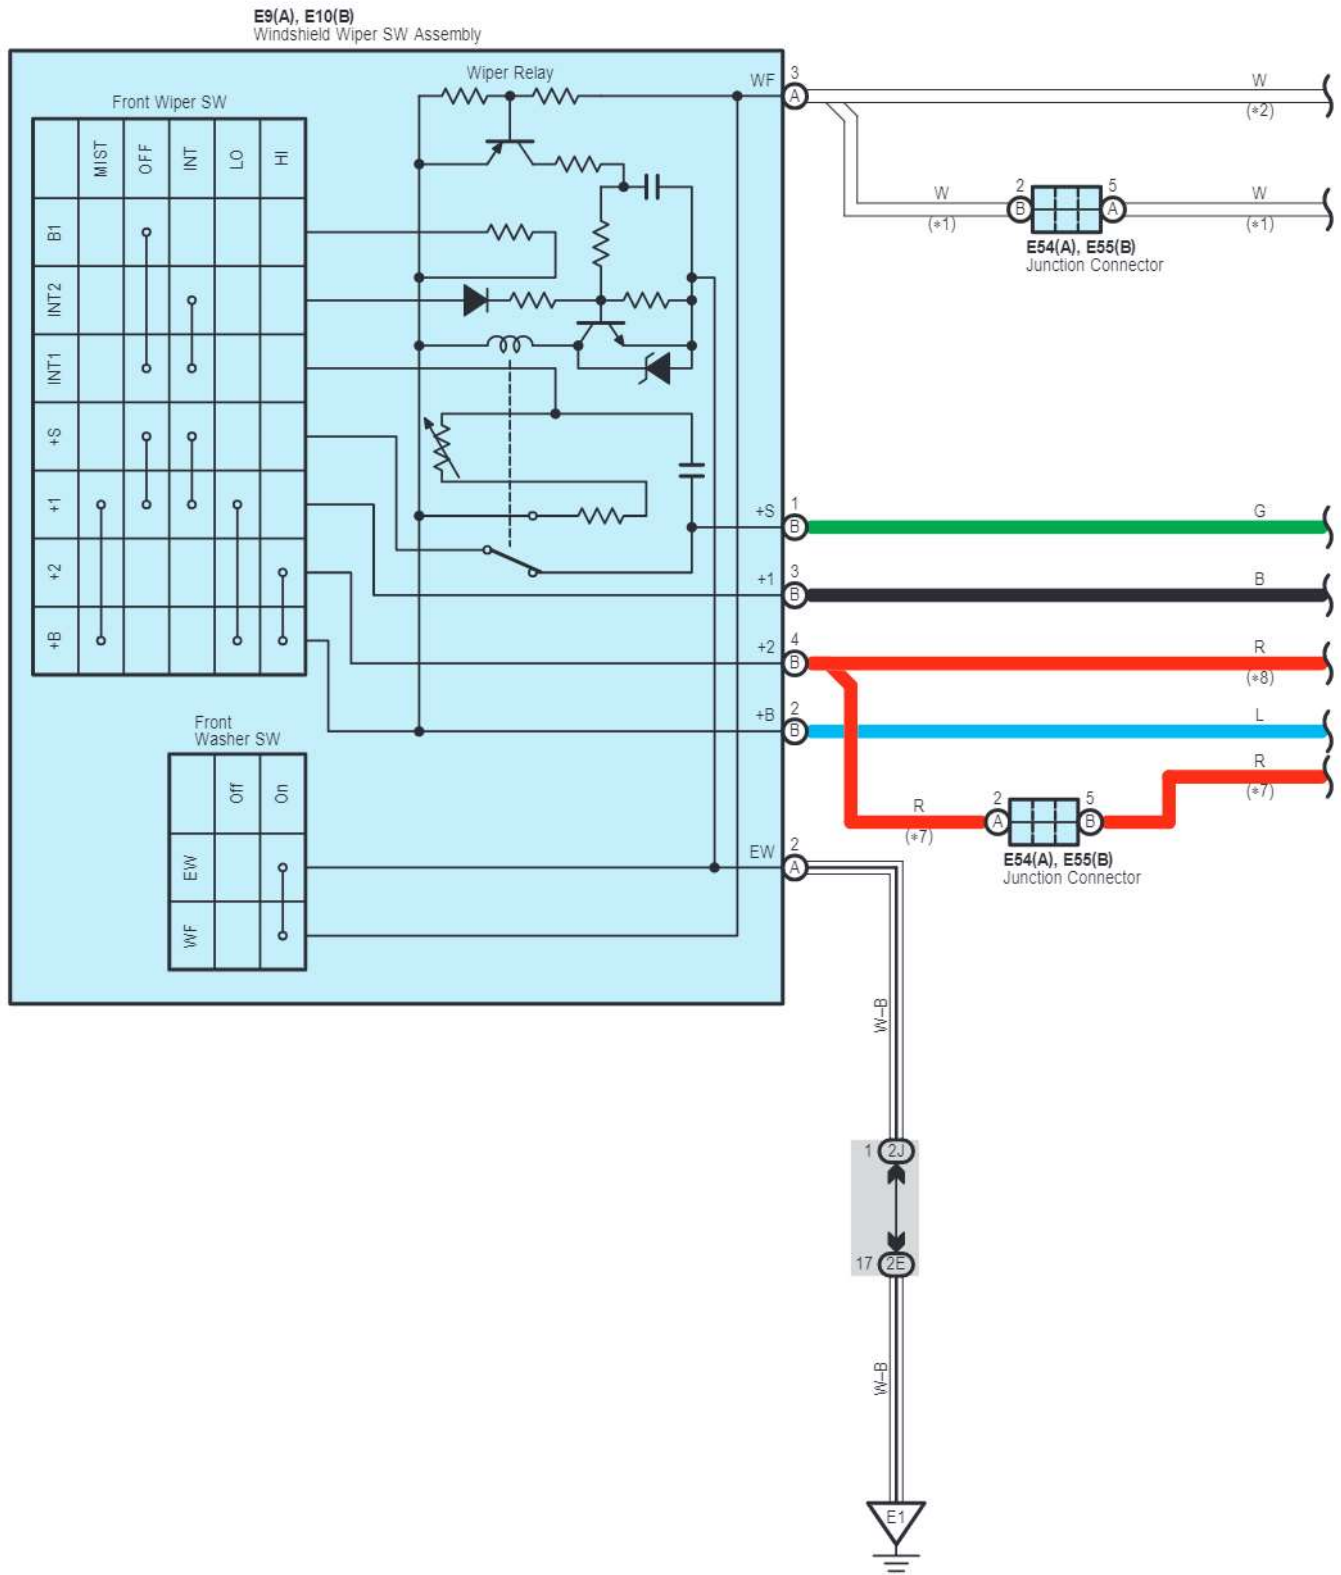 E9(A), E10(B)
Windshield Wiper SW Assembly
Wiper Relay
Front Wiper SW
MIST
OFF
INT
LO
HI
B1
INT2
INT1
+S
+1
+2
+B
Front
Washer SW
Off
On
EW
WF
WF
3
A
W
(*2)
W
(*1)
2
B
5
A
W
(*1)
E54(A), E55(B)
Junction Connector
+S
1
B
G
+1
3
B
B
+2
4
B
R
(*8)
+B
2
B
L
R
(*7)
R
(*7)
2
A
5
B
E54(A), E55(B)
Junction Connector
EW
2
A
W-B
1
2J
17
2E
W-B
E1